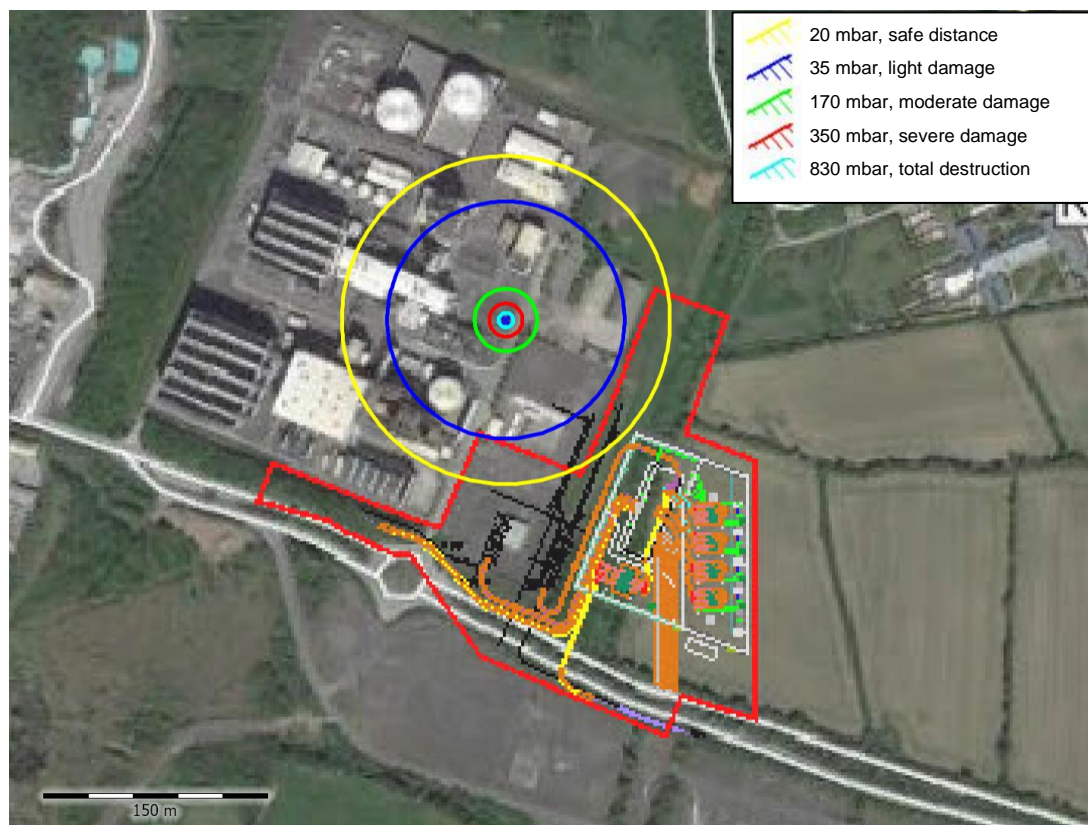 20 mbar, safe distance
35 mbar, light damage
170 mbar, moderate damage
350 mbar, severe damage
830 mbar, total destruction
150 m